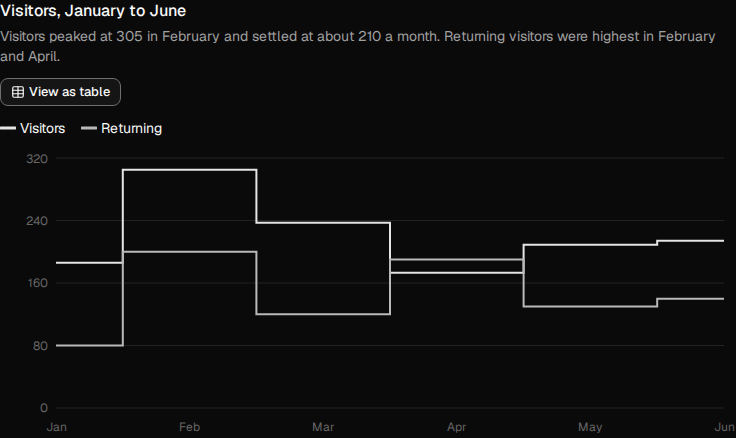 Visitors, January to June
Visitors peaked at 305 in February and settled at about 210 a month. Returning visitors were highest in February
and April.
View as table
Visitors Returning
320
240
160
80
0
Jan Feb Mar Apr May Jun